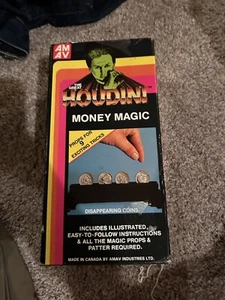 AM
AV
HOUDINI
MONEY MAGIC
PROPS FOR
9
EXCITING TRICKS
DISAPPEARING COINS
INCLUDES ILLUSTRATED,
EASY-TO-FOLLOW INSTRUCTIONS
& ALL THE MAGIC PROPS &
PATTER REQUIRED.
MADE IN CANADA BY AMAV INDUSTRIES LTD.